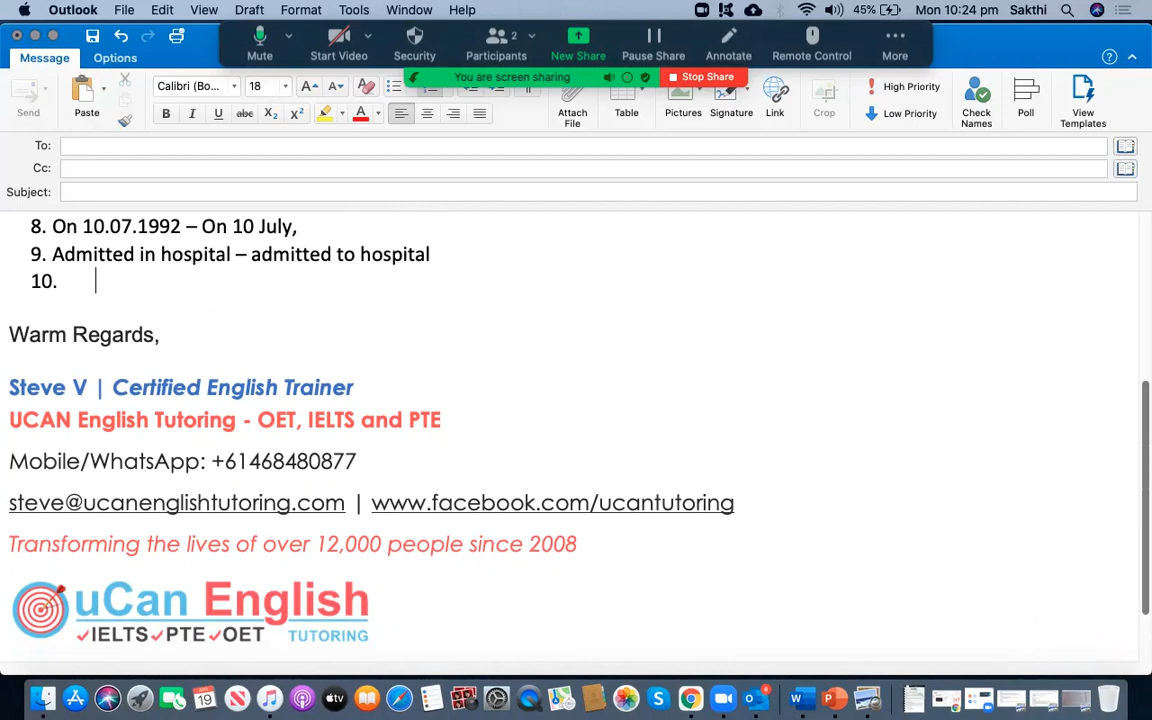 Outlook File Edit View Draft Format Tools Window Help 45% Mon 10:24 pm Sakthi
Mute Start Video Security Participants 2 New Share Pause Share Annotate Remote Control More
You are screen sharing Stop Share
Message Options
Send Paste Calibri (Bo... 18 A A
B I U abc X2 X2 A
Attach File Table Pictures Signature Link Crop High Priority Low Priority Check Names Poll View Templates
To:
Cc:
Subject:
8. On 10.07.1992 – On 10 July,
9. Admitted in hospital – admitted to hospital
10.
Warm Regards,
Steve V | Certified English Trainer
UCAN English Tutoring - OET, IELTS and PTE
Mobile/WhatsApp: +61468480877
steve@ucanenglishtutoring.com | www.facebook.com/ucantutoring
Transforming the lives of over 12,000 people since 2008
uCan English
✓IELTS✓PTE✓OET TUTORING